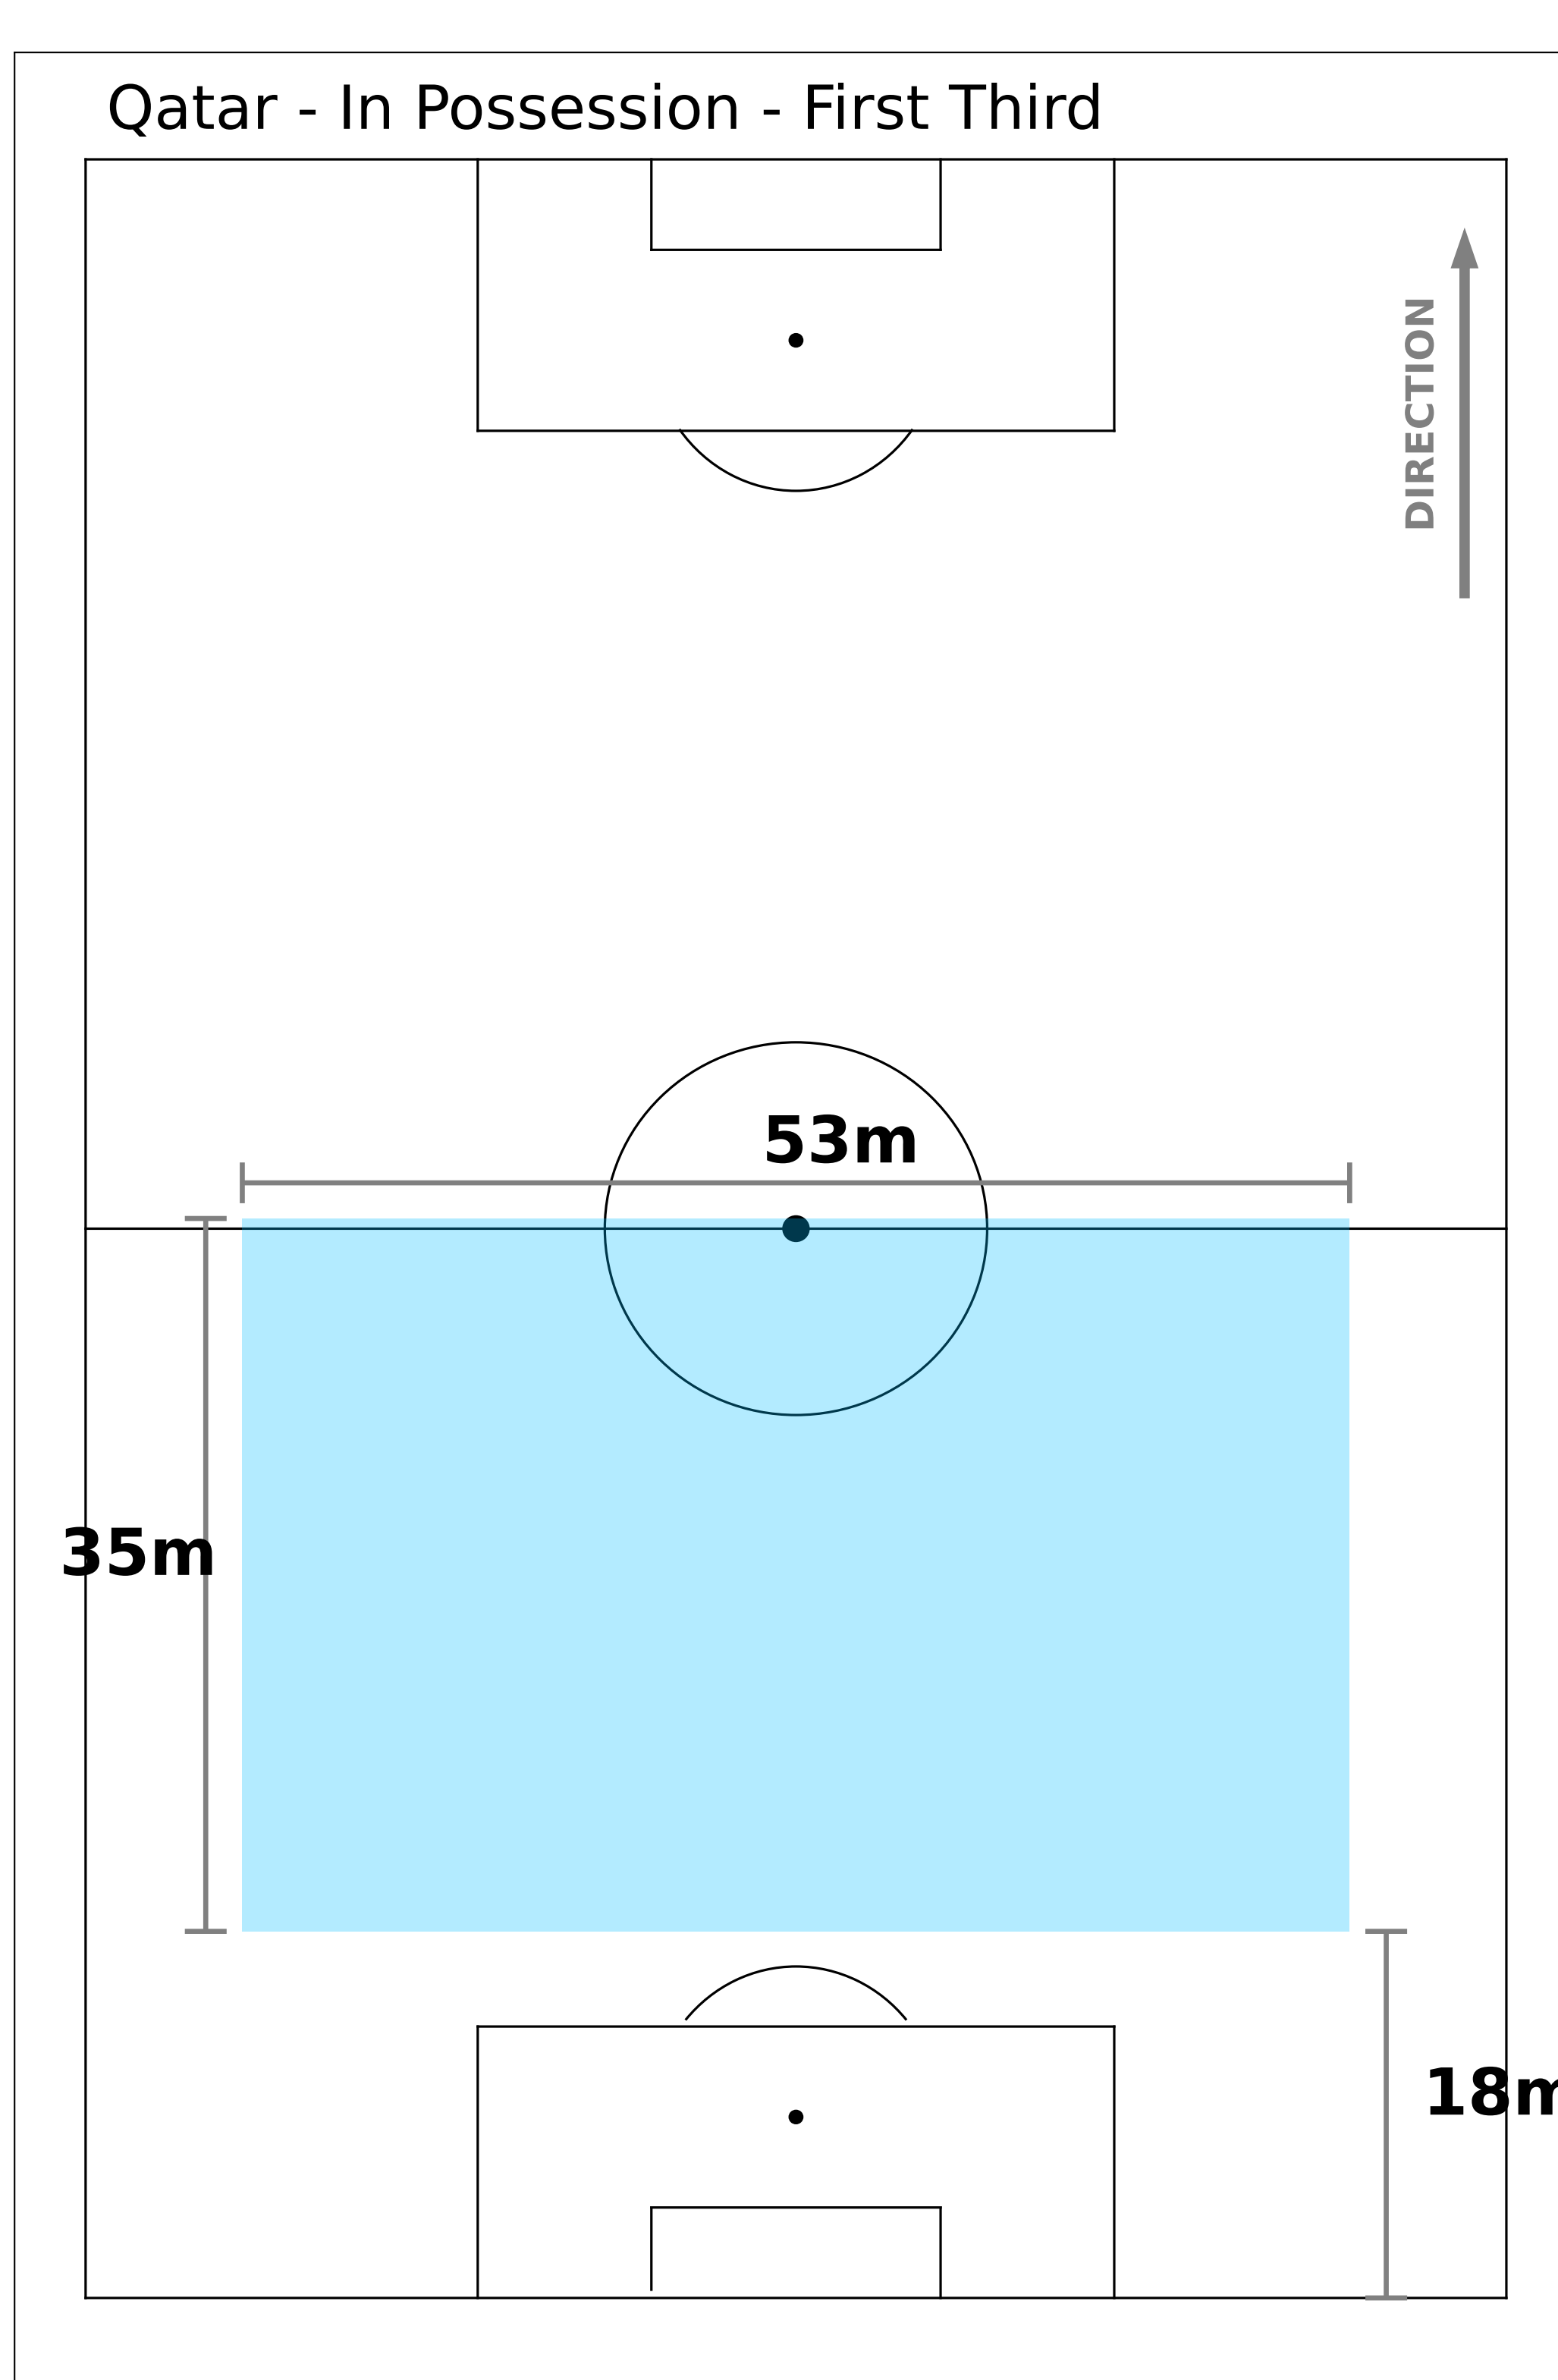 Qatar - In Possession - First Third
DIRECTION
53m
35m
18m